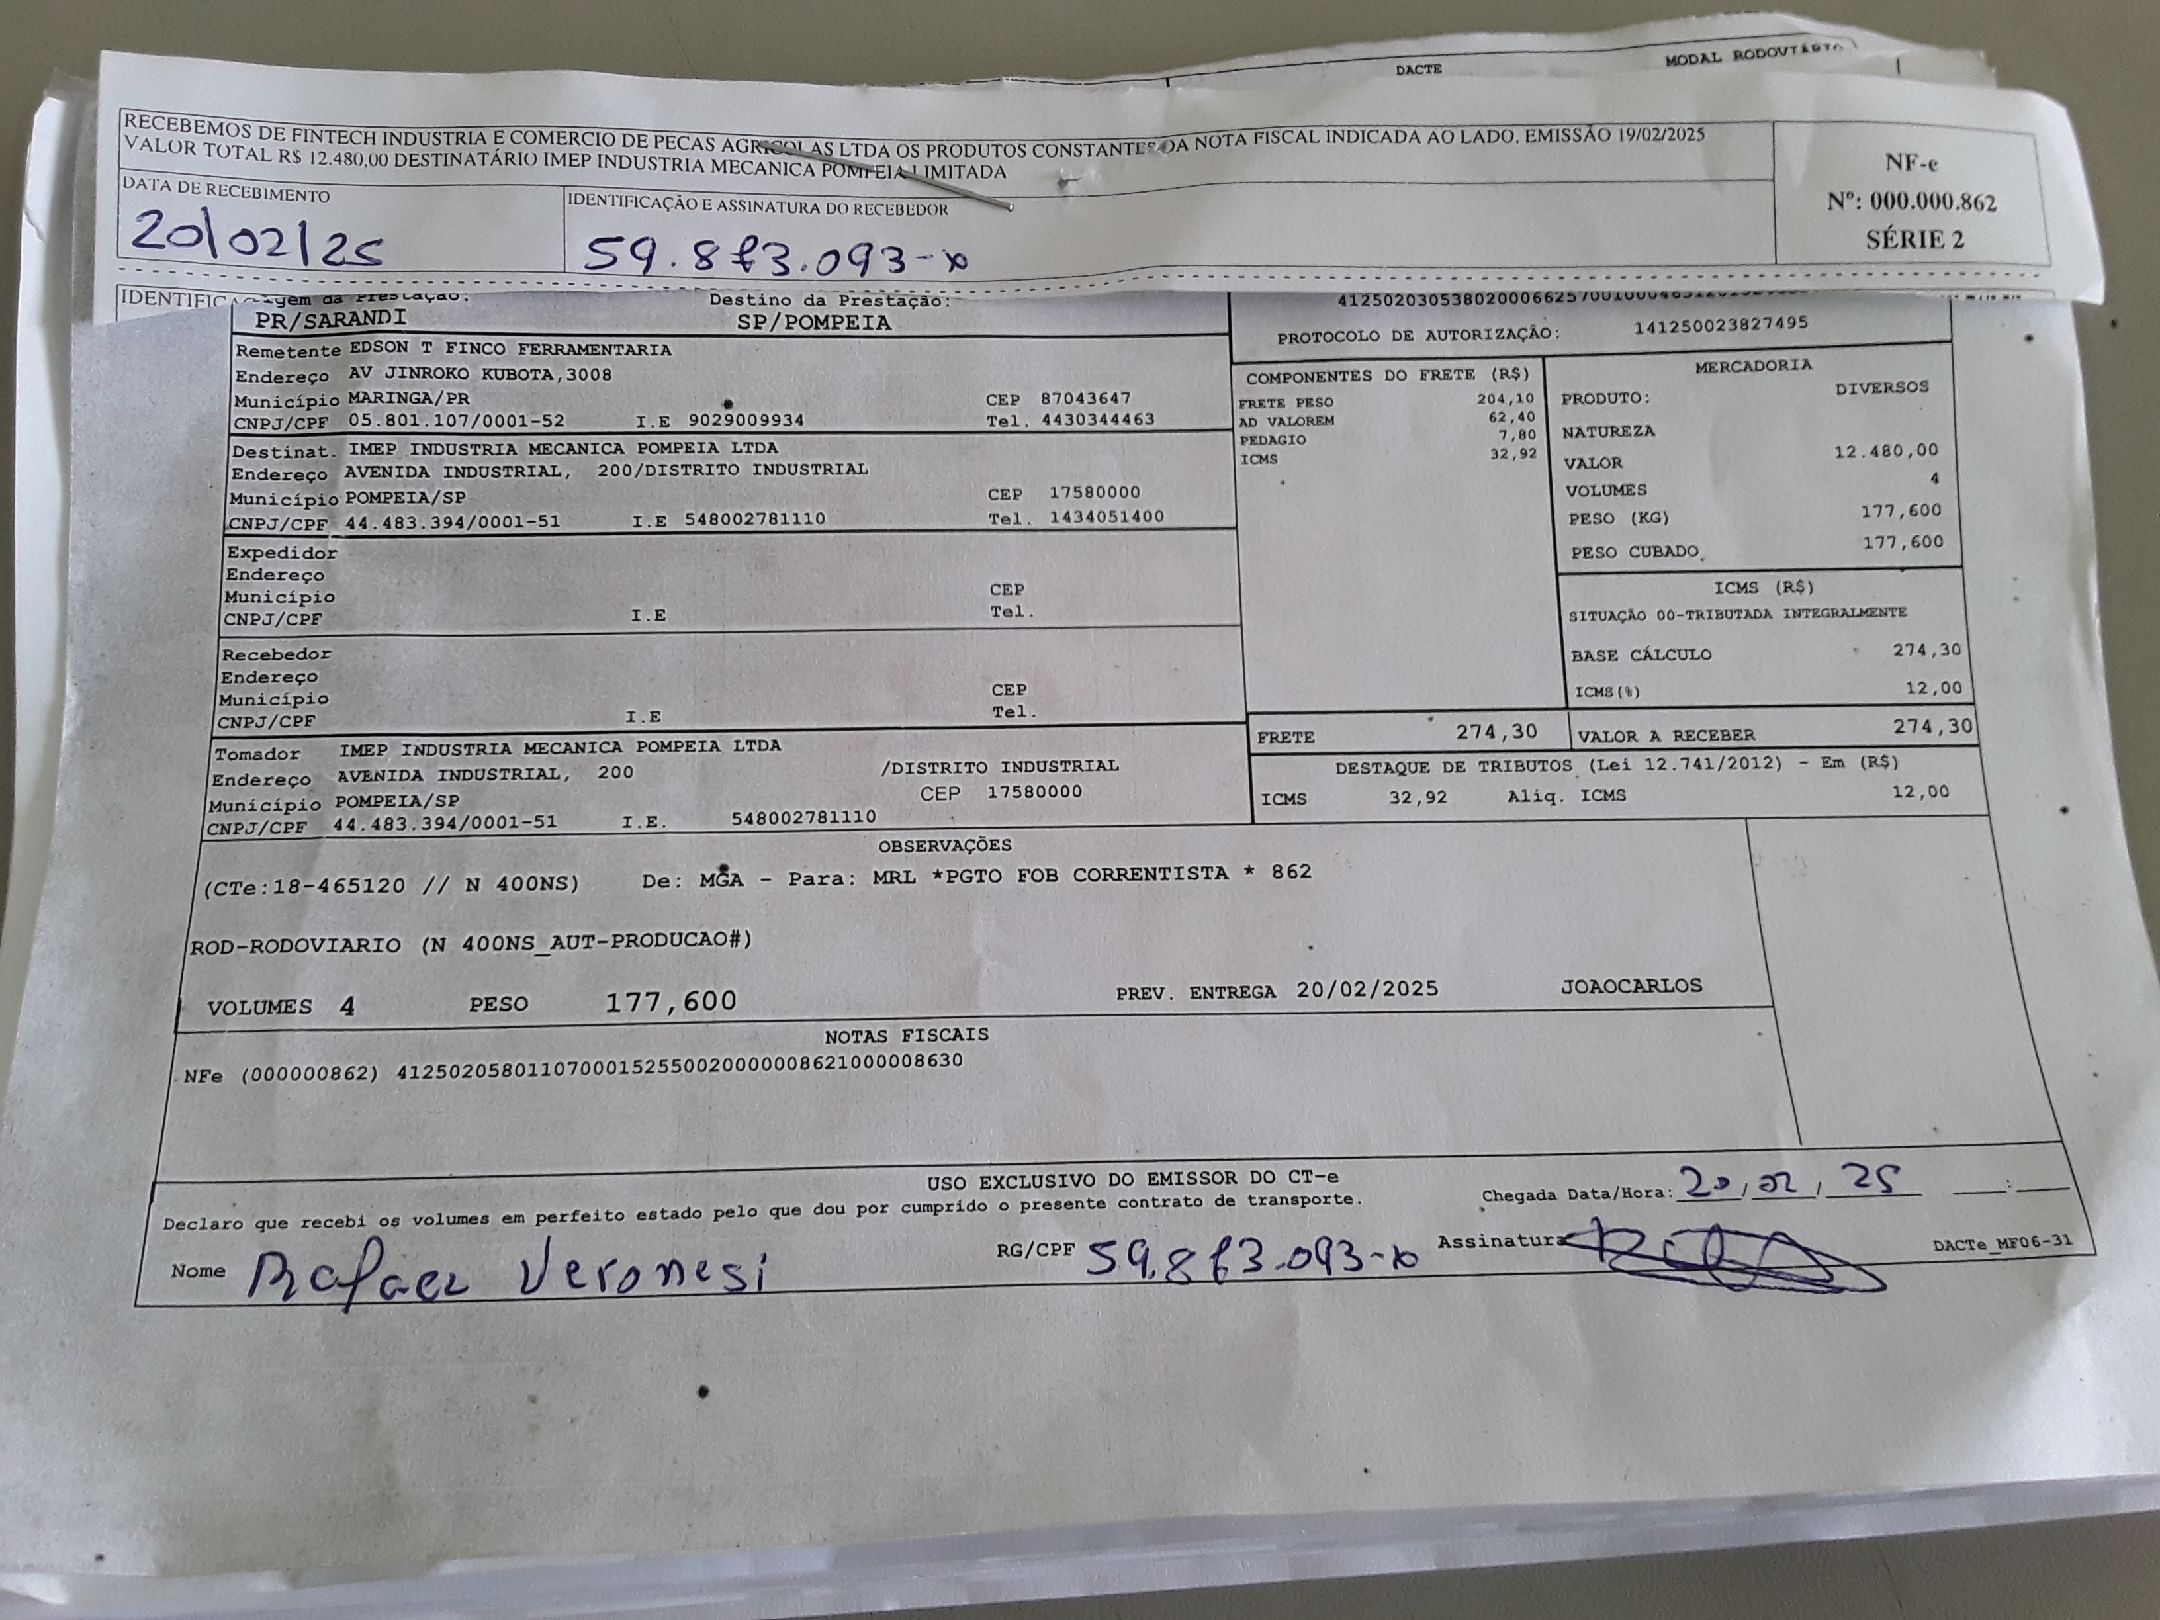 DACTE
MODAL RODOVIÁRIO
RECEBEMOS DE FINTECH INDUSTRIA E COMERCIO DE PECAS AGRICOLAS LTDA OS PRODUTOS CONSTANTES DA NOTA FISCAL INDICADA AO LADO. EMISSÃO 19/02/2025
VALOR TOTAL R$ 12.480,00 DESTINATÁRIO IMEP INDUSTRIA MECANICA POMPEIA LIMITADA
NF-e
Nº: 000.000.862
SÉRIE 2
DATA DE RECEBIMENTO
20/02/25
IDENTIFICAÇÃO E ASSINATURA DO RECEBEDOR
59.873.093-x
da Prestação:
PR/SARANDI
Destino da Prestação:
SP/POMPEIA
PROTOCOLO DE AUTORIZAÇÃO: 141250023827495
Remetente EDSON T FINCO FERRAMENTARIA
Endereço AV JINROKO KUBOTA,3008
Município MARINGA/PR CEP 87043647
CNPJ/CPF 05.801.107/0001-52 I.E 9029009934 Tel. 4430344463
Destinat. IMEP INDUSTRIA MECANICA POMPEIA LTDA
Endereço AVENIDA INDUSTRIAL, 200/DISTRITO INDUSTRIAL
Município POMPEIA/SP CEP 17580000
CNPJ/CPF 44.483.394/0001-51 I.E 548002781110 Tel. 1434051400
Expedidor
Endereço
Município CEP
CNPJ/CPF I.E Tel.
Recebedor
Endereço
Município CEP
CNPJ/CPF I.E Tel.
Tomador IMEP INDUSTRIA MECANICA POMPEIA LTDA
Endereço AVENIDA INDUSTRIAL, 200 /DISTRITO INDUSTRIAL
Município POMPEIA/SP CEP 17580000
CNPJ/CPF 44.483.394/0001-51 I.E. 548002781110
COMPONENTES DO FRETE (R$)
FRETE PESO 204,10
AD VALOREM 62,40
PEDAGIO 7,80
ICMS 32,92
MERCADORIA
PRODUTO: DIVERSOS
NATUREZA
VALOR 12.480,00
VOLUMES 4
PESO (KG) 177,600
PESO CUBADO 177,600
ICMS (R$)
SITUAÇÃO 00-TRIBUTADA INTEGRALMENTE
BASE CÁLCULO 274,30
ICMS(%) 12,00
FRETE 274,30
VALOR A RECEBER 274,30
DESTAQUE DE TRIBUTOS (Lei 12.741/2012) - Em (R$)
ICMS 32,92 Aliq. ICMS 12,00
OBSERVAÇÕES
(CTe:18-465120 // N 400NS) De: MGA - Para: MRL *PGTO FOB CORRENTISTA * 862
ROD-RODOVIARIO (N 400NS_AUT-PRODUCAO#)
VOLUMES 4 PESO 177,600 PREV. ENTREGA 20/02/2025 JOAOCARLOS
NOTAS FISCAIS
NFe (000000862) 41250205801107000152550020000008621000008630
USO EXCLUSIVO DO EMISSOR DO CT-e
Declaro que recebi os volumes em perfeito estado pelo que dou por cumprido o presente contrato de transporte.
Chegada Data/Hora: 20/02/25 __:__
Nome Rafael Veronesi
RG/CPF 59.873.093-x
Assinatura
DACTe_MF06-31